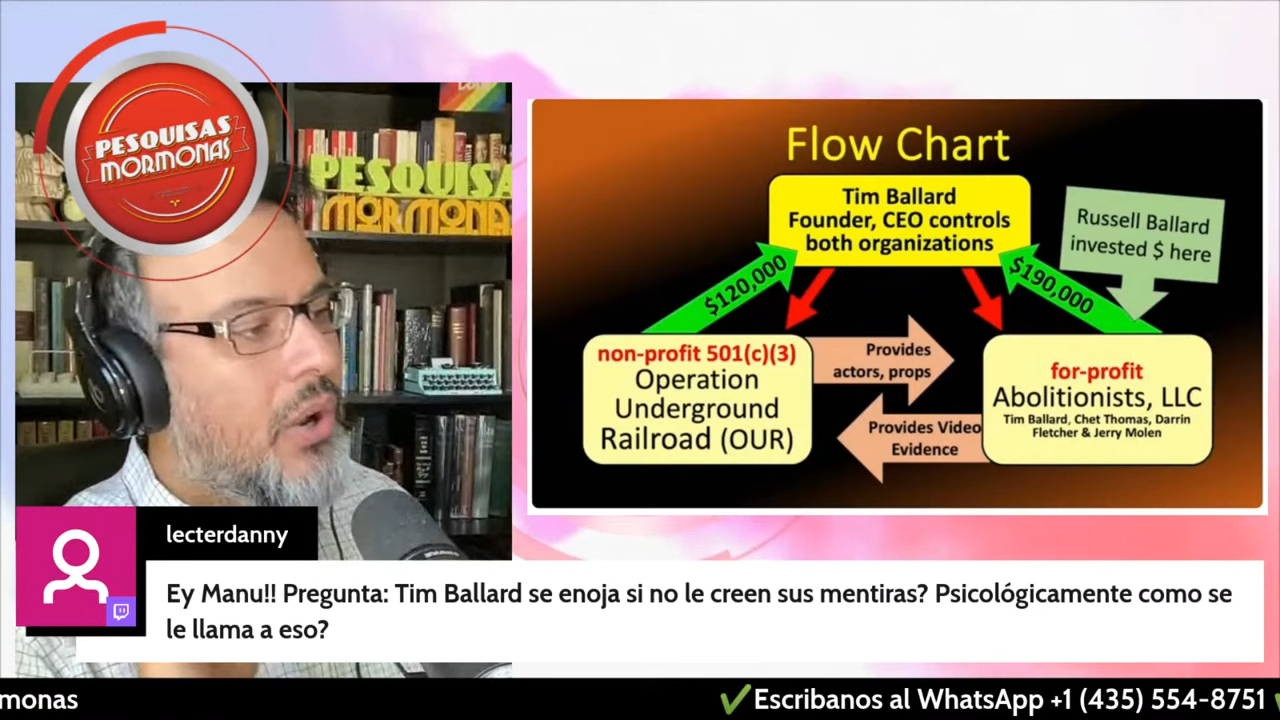 PESQUISAS
MORMONAS
PESQUISA
MORMONA
Flow Chart
Tim Ballard
Founder, CEO controls
both organizations
Russell Ballard
invested $ here
$120,000
$190,000
non-profit 501(c)(3)
Operation
Underground
Railroad (OUR)
Provides
actors, props
Provides Video
Evidence
for-profit
Abolitionists, LLC
Tim Ballard, Chet Thomas, Darrin
Fletcher & Jerry Molen
lecterdanny
Ey Manu!! Pregunta: Tim Ballard se enoja si no le creen sus mentiras? Psicológicamente como se
le llama a eso?
monas
✔Escribanos al WhatsApp +1 (435) 554-8751